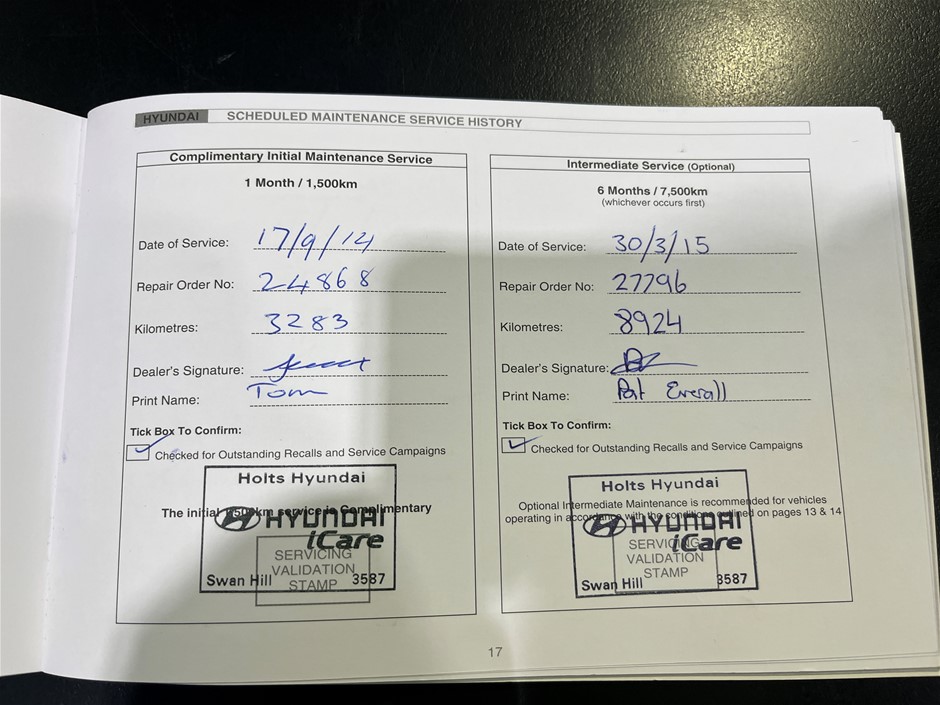 HYUNDAI SCHEDULED MAINTENANCE SERVICE HISTORY
Complimentary Initial Maintenance Service
1 Month / 1,500km
Date of Service: 17/9/14
Repair Order No: 24868
Kilometres: 3283
Dealer's Signature:
Print Name: Tom
Tick Box To Confirm:
Checked for Outstanding Recalls and Service Campaigns
The initial 1,500km service is Complimentary
Holts Hyundai
HYUNDAI
iCare
SERVICING
VALIDATION
STAMP
Swan Hill 3587
Intermediate Service (Optional)
6 Months / 7,500km
(whichever occurs first)
Date of Service: 30/3/15
Repair Order No: 27796
Kilometres: 8924
Dealer's Signature:
Print Name: Pat Everall
Tick Box To Confirm:
Checked for Outstanding Recalls and Service Campaigns
Optional Intermediate Maintenance is recommended for vehicles
operating in accordance with the conditions outlined on pages 13 & 14
Holts Hyundai
HYUNDAI
iCare
SERVICING
VALIDATION
STAMP
Swan Hill 3587
17